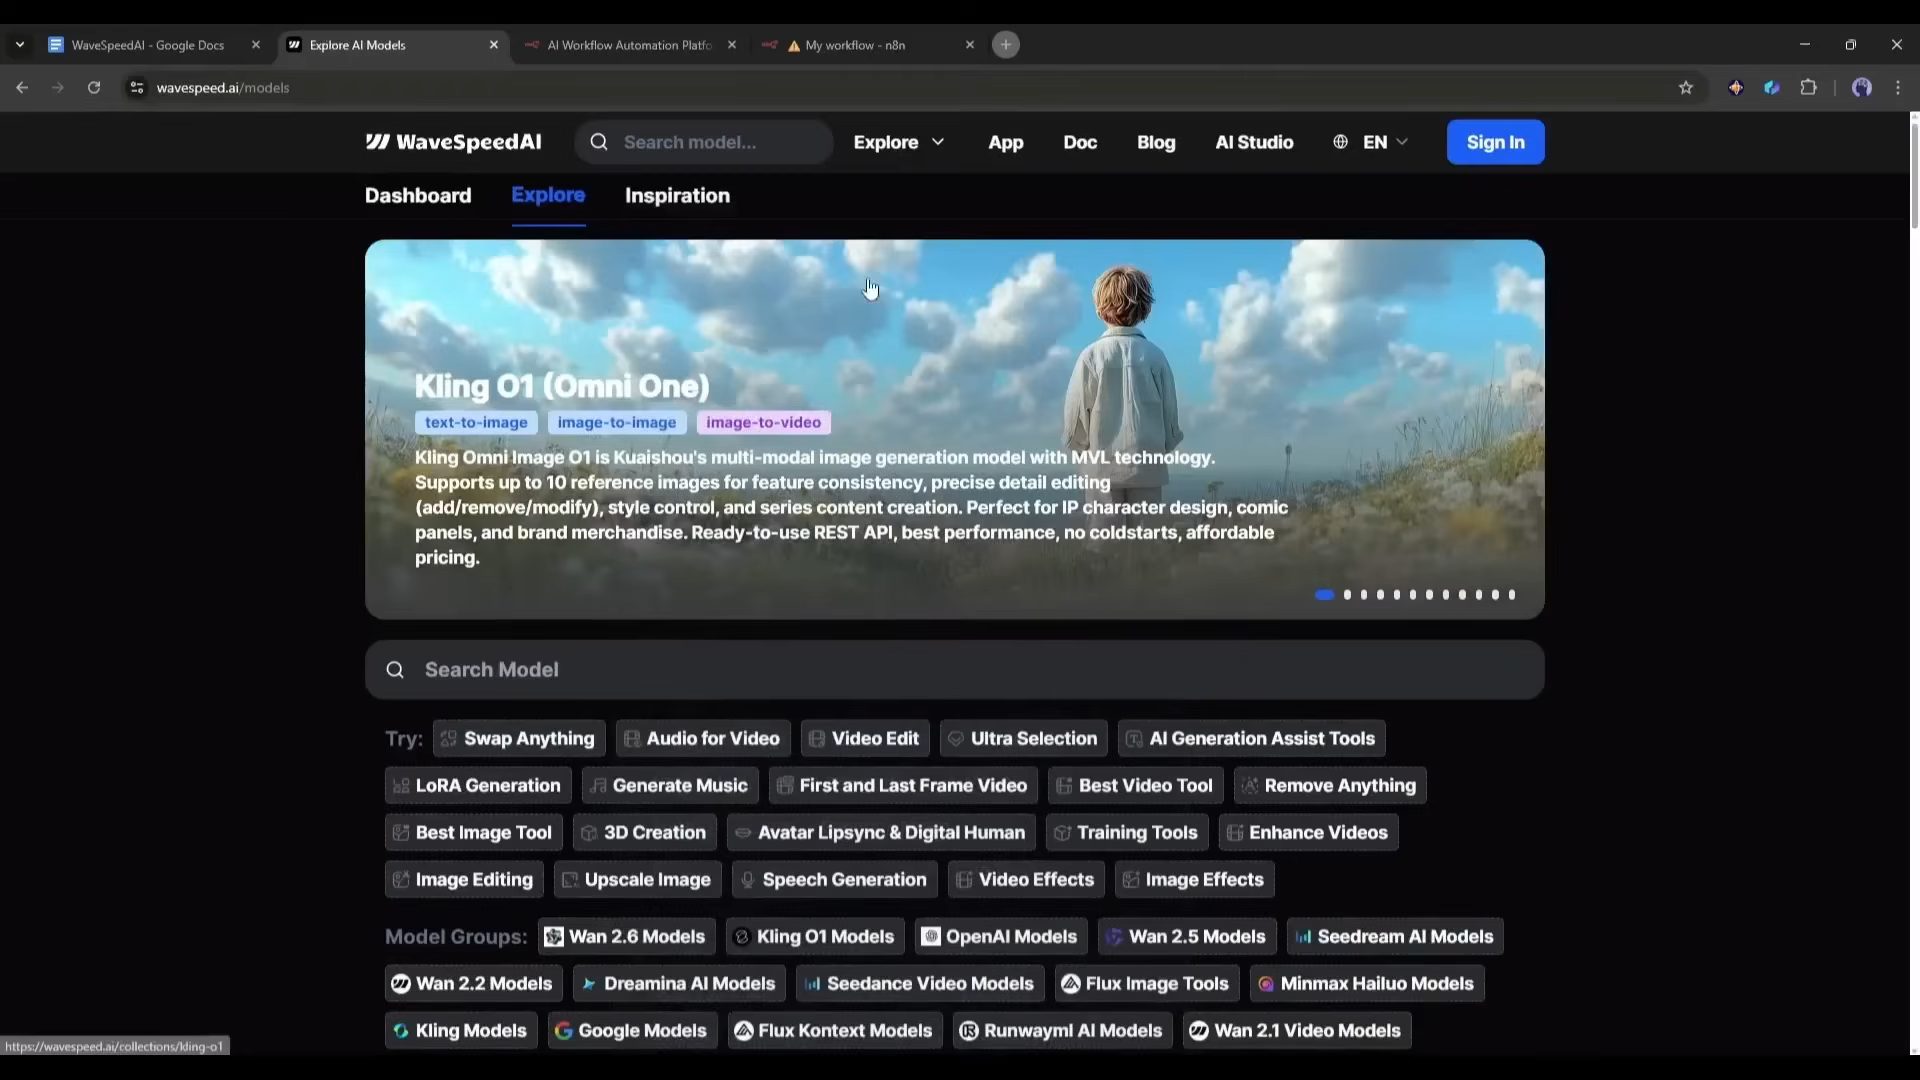 WaveSpeedAI - Google Docs
Explore AI Models
AI Workflow Automation Platfo
My workflow - n8n
wavespeed.ai/models
WaveSpeedAI
Search model...
Explore
App
Doc
Blog
AI Studio
EN
Sign In
Dashboard
Explore
Inspiration
Kling O1 (Omni One)
text-to-image image-to-image image-to-video
Kling Omni Image O1 is Kuaishou's multi-modal image generation model with MVL technology.
Supports up to 10 reference images for feature consistency, precise detail editing
(add/remove/modify), style control, and series content creation. Perfect for IP character design, comic
panels, and brand merchandise. Ready-to-use REST API, best performance, no coldstarts, affordable
pricing.
Search Model
Try: Swap Anything Audio for Video Video Edit Ultra Selection AI Generation Assist Tools
LoRA Generation Generate Music First and Last Frame Video Best Video Tool Remove Anything
Best Image Tool 3D Creation Avatar Lipsync & Digital Human Training Tools Enhance Videos
Image Editing Upscale Image Speech Generation Video Effects Image Effects
Model Groups: Wan 2.6 Models Kling O1 Models OpenAI Models Wan 2.5 Models Seedream AI Models
Wan 2.2 Models Dreamina AI Models Seedance Video Models Flux Image Tools Minmax Hailuo Models
Kling Models Google Models Flux Kontext Models Runwayml AI Models Wan 2.1 Video Models
https://wavespeed.ai/collections/kling-o1